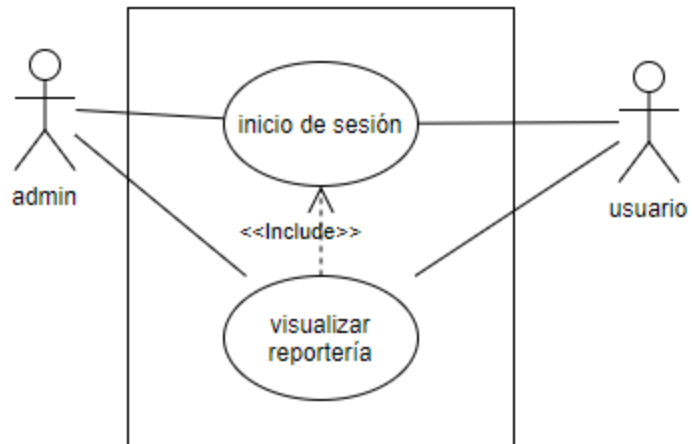 inicio de sesión
admin
usuario
<<Include>>
visualizar
reportería